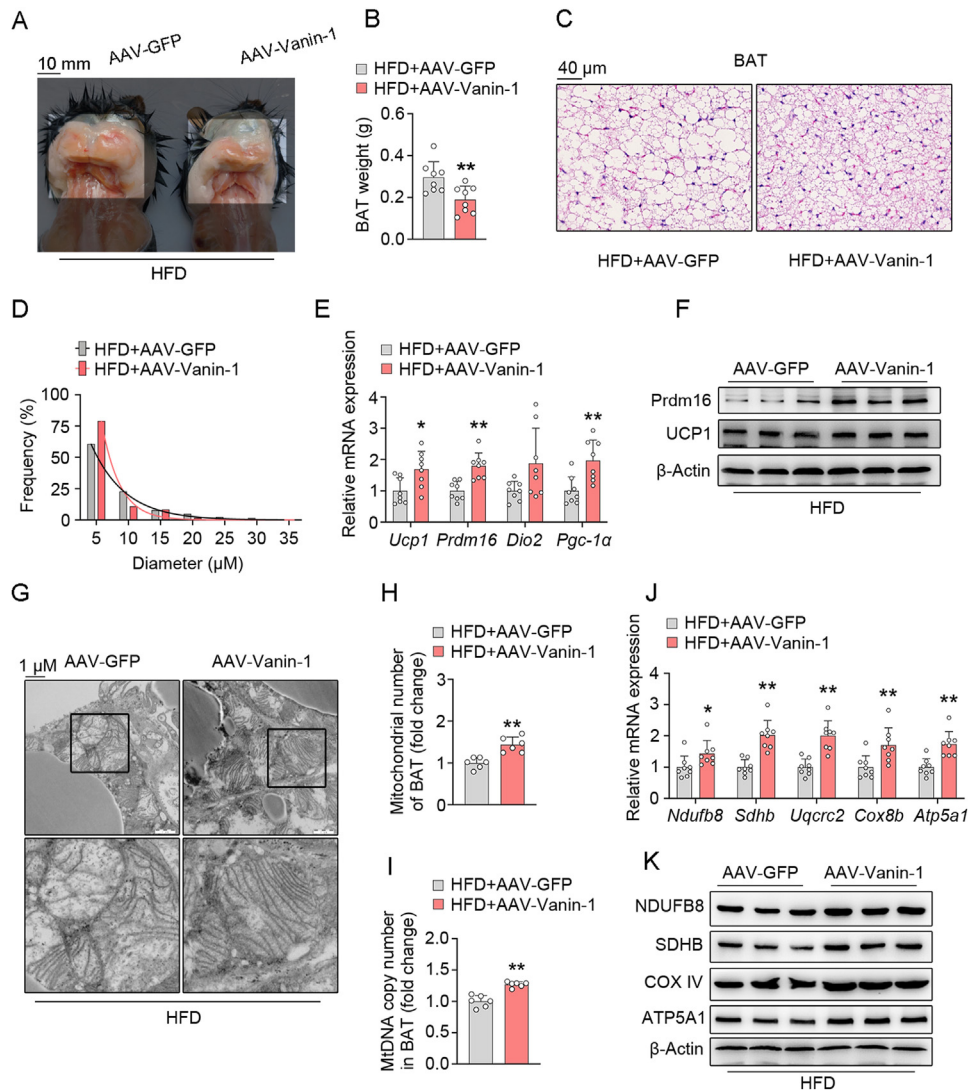 A
AAV-GFP
AAV-Vanin-1
10 mm
HFD
B
HFD+AAV-GFP
HFD+AAV-Vanin-1
BAT weight (g)
0.6
0.4
0.2
0.0
**
C
BAT
40 µm
HFD+AAV-GFP
HFD+AAV-Vanin-1
D
HFD+AAV-GFP
HFD+AAV-Vanin-1
Frequency (%)
100
75
50
25
0
5 10 15 20 25 30 35
Diameter (µM)
E
HFD+AAV-GFP
HFD+AAV-Vanin-1
Relative mRNA expression
4
3
2
1
0
* ** **
Ucp1 Prdm16 Dio2 Pgc-1α
F
AAV-GFP AAV-Vanin-1
Prdm16
UCP1
β-Actin
HFD
G
1 µM
AAV-GFP AAV-Vanin-1
HFD
H
HFD+AAV-GFP
HFD+AAV-Vanin-1
Mitochondrial number
of BAT (fold change)
3
2
1
0
**
I
HFD+AAV-GFP
HFD+AAV-Vanin-1
MtDNA copy number
in BAT (fold change)
2.0
1.5
1.0
0.5
0.0
**
J
HFD+AAV-GFP
HFD+AAV-Vanin-1
Relative mRNA expression
4
3
2
1
0
* ** ** ** **
Ndufb8 Sdhb Uqcrc2 Cox8b Atp5a1
K
AAV-GFP AAV-Vanin-1
NDUFB8
SDHB
COX IV
ATP5A1
β-Actin
HFD